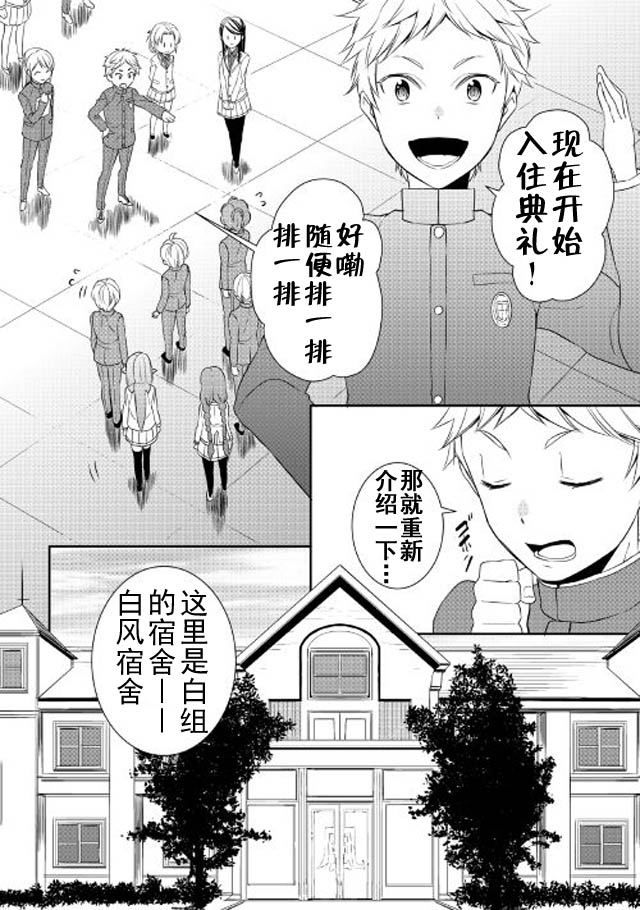 现在开始
入住典礼！
好嘞
随便排一排
排一排
那就重新
介绍一下…
这里是白组
的宿舍——
白风宿舍